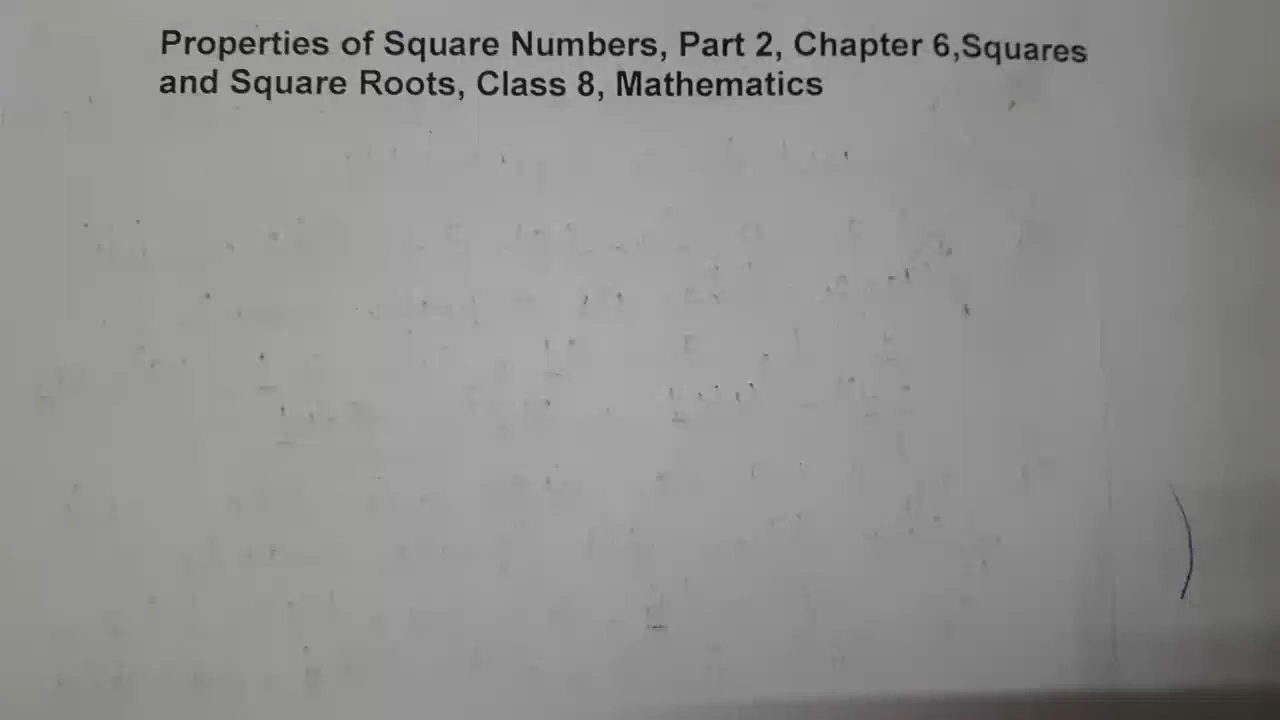 Properties of Square Numbers, Part 2, Chapter 6,Squares
and Square Roots, Class 8, Mathematics